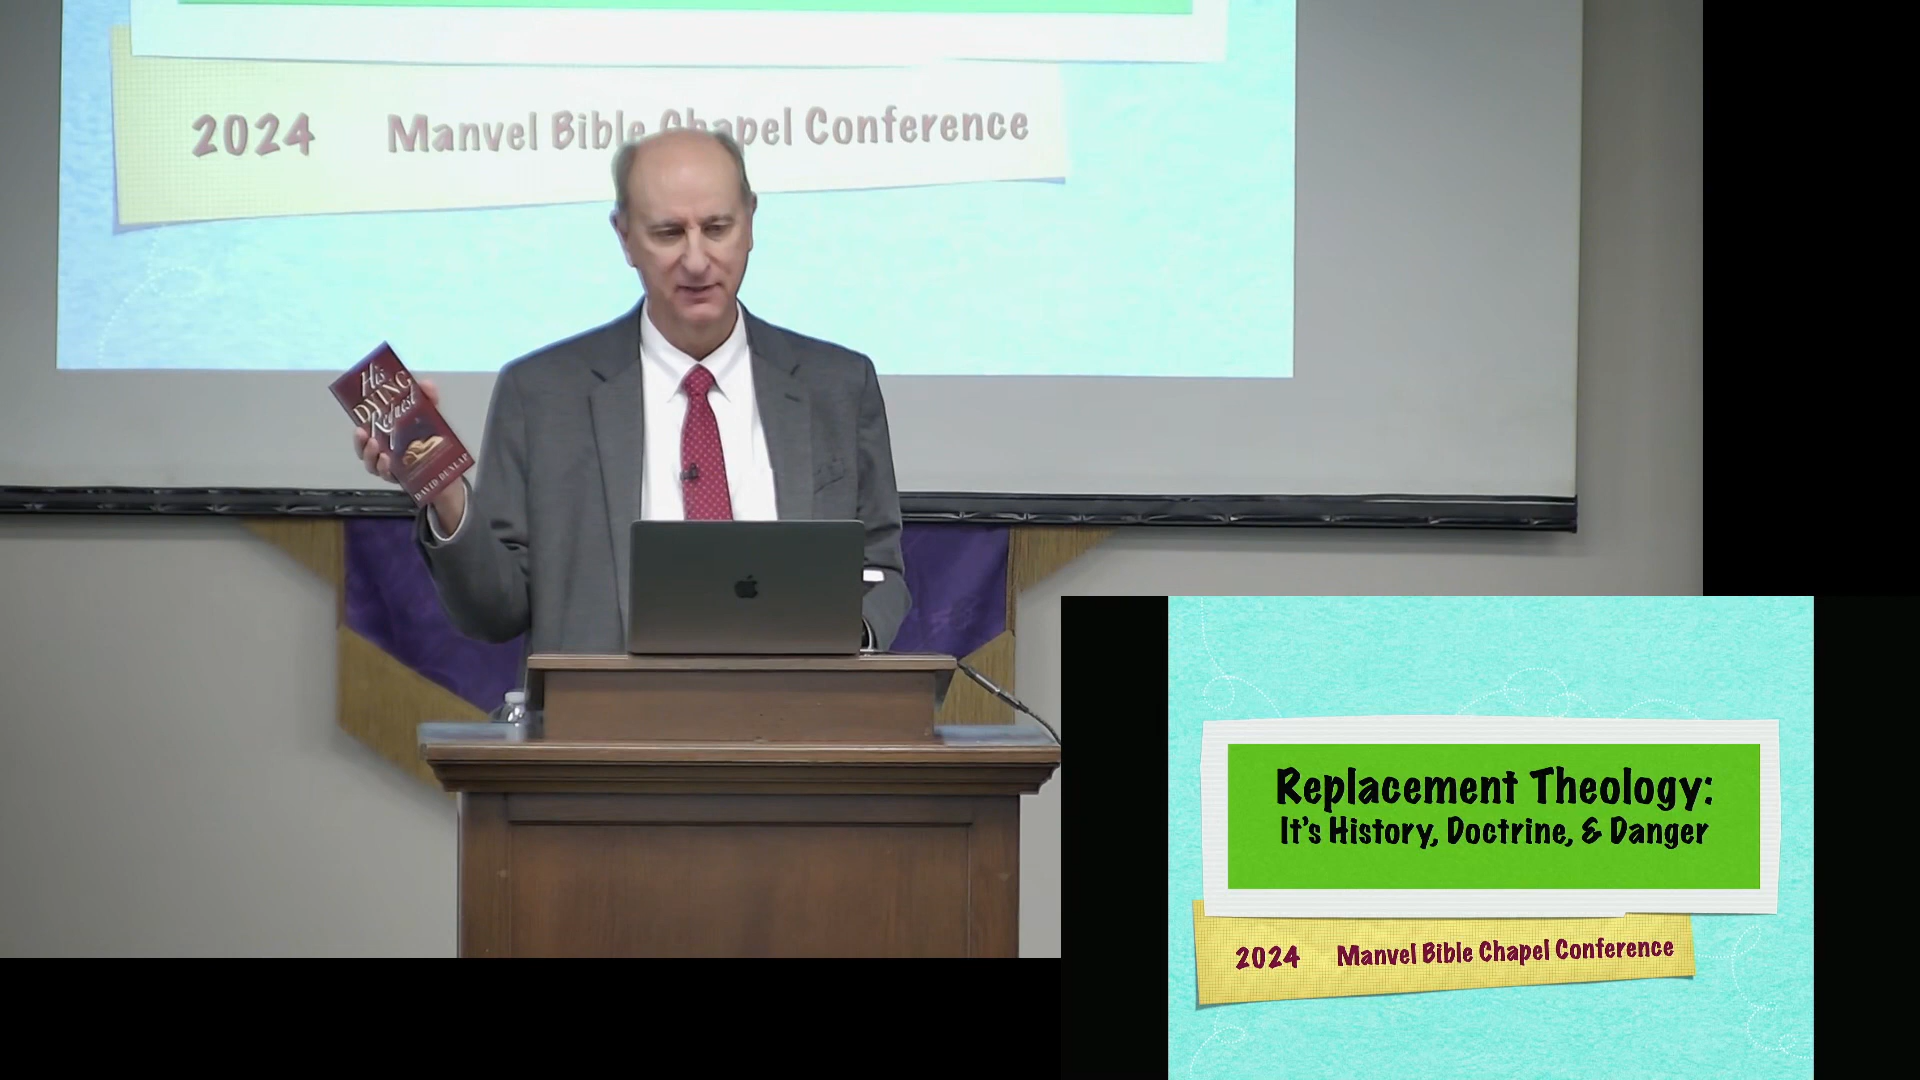 2024 Manvel Bible Chapel Conference
His
DYING
Request
DAVID DUNLAP
Replacement Theology:
It's History, Doctrine, & Danger
2024 Manvel Bible Chapel Conference